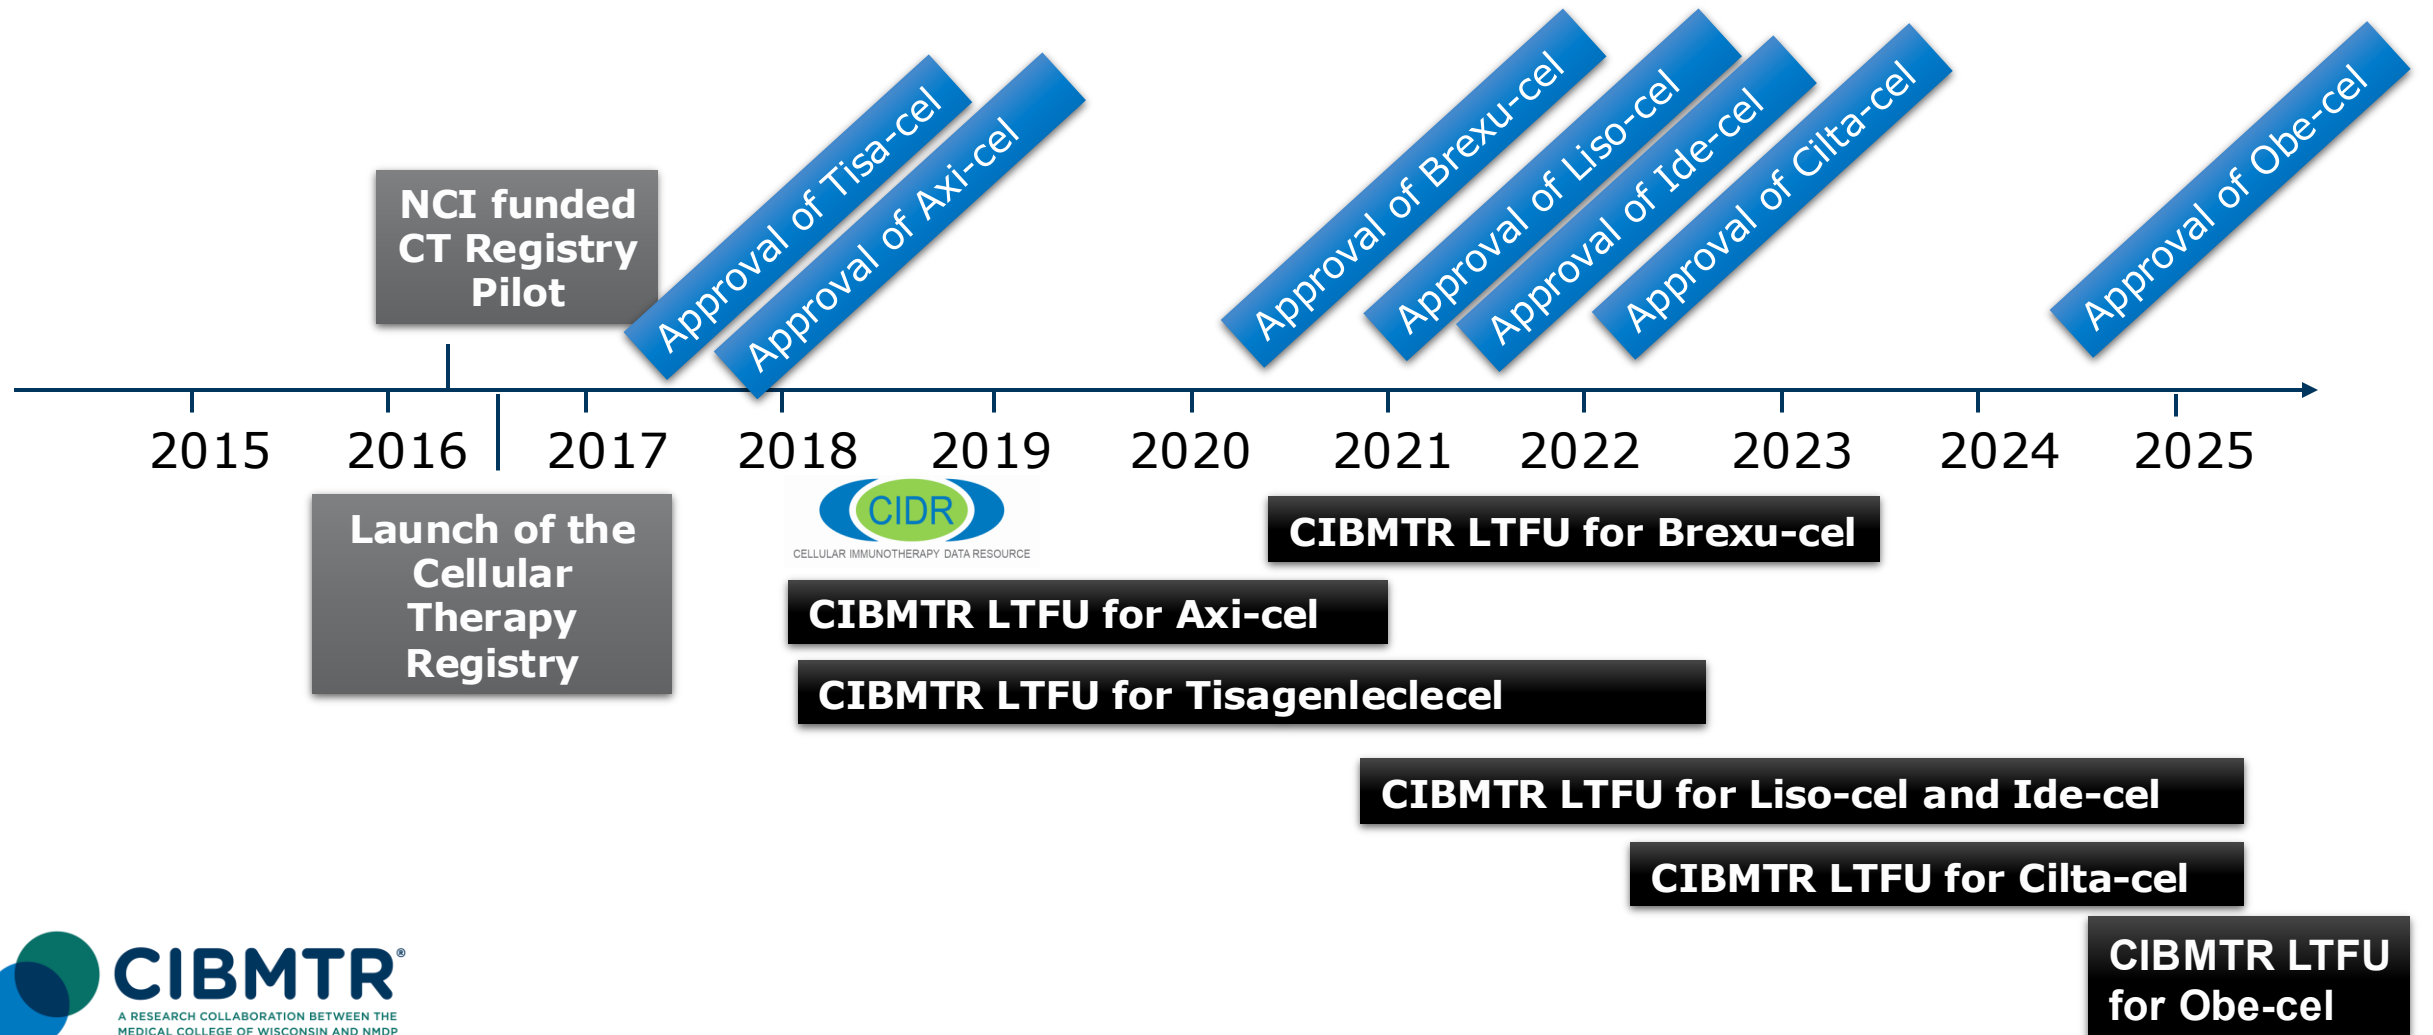 Approval of Tisa-cel
Approval of Axi-cel
Approval of Brexu-cel
Approval of Liso-cel
Approval of Ide-cel
Approval of Cilta-cel
Approval of Obe-cel
NCI funded
CT Registry
Pilot
2015 2016 2017 2018 2019 2020 2021 2022 2023 2024 2025
Launch of the
Cellular
Therapy
Registry
CIDR
CELLULAR IMMUNOTHERAPY DATA RESOURCE
CIBMTR LTFU for Brexu-cel
CIBMTR LTFU for Axi-cel
CIBMTR LTFU for Tisagenleclecel
CIBMTR LTFU for Liso-cel and Ide-cel
CIBMTR LTFU for Cilta-cel
CIBMTR LTFU
for Obe-cel
CIBMTR®
A RESEARCH COLLABORATION BETWEEN THE
MEDICAL COLLEGE OF WISCONSIN AND NMDP